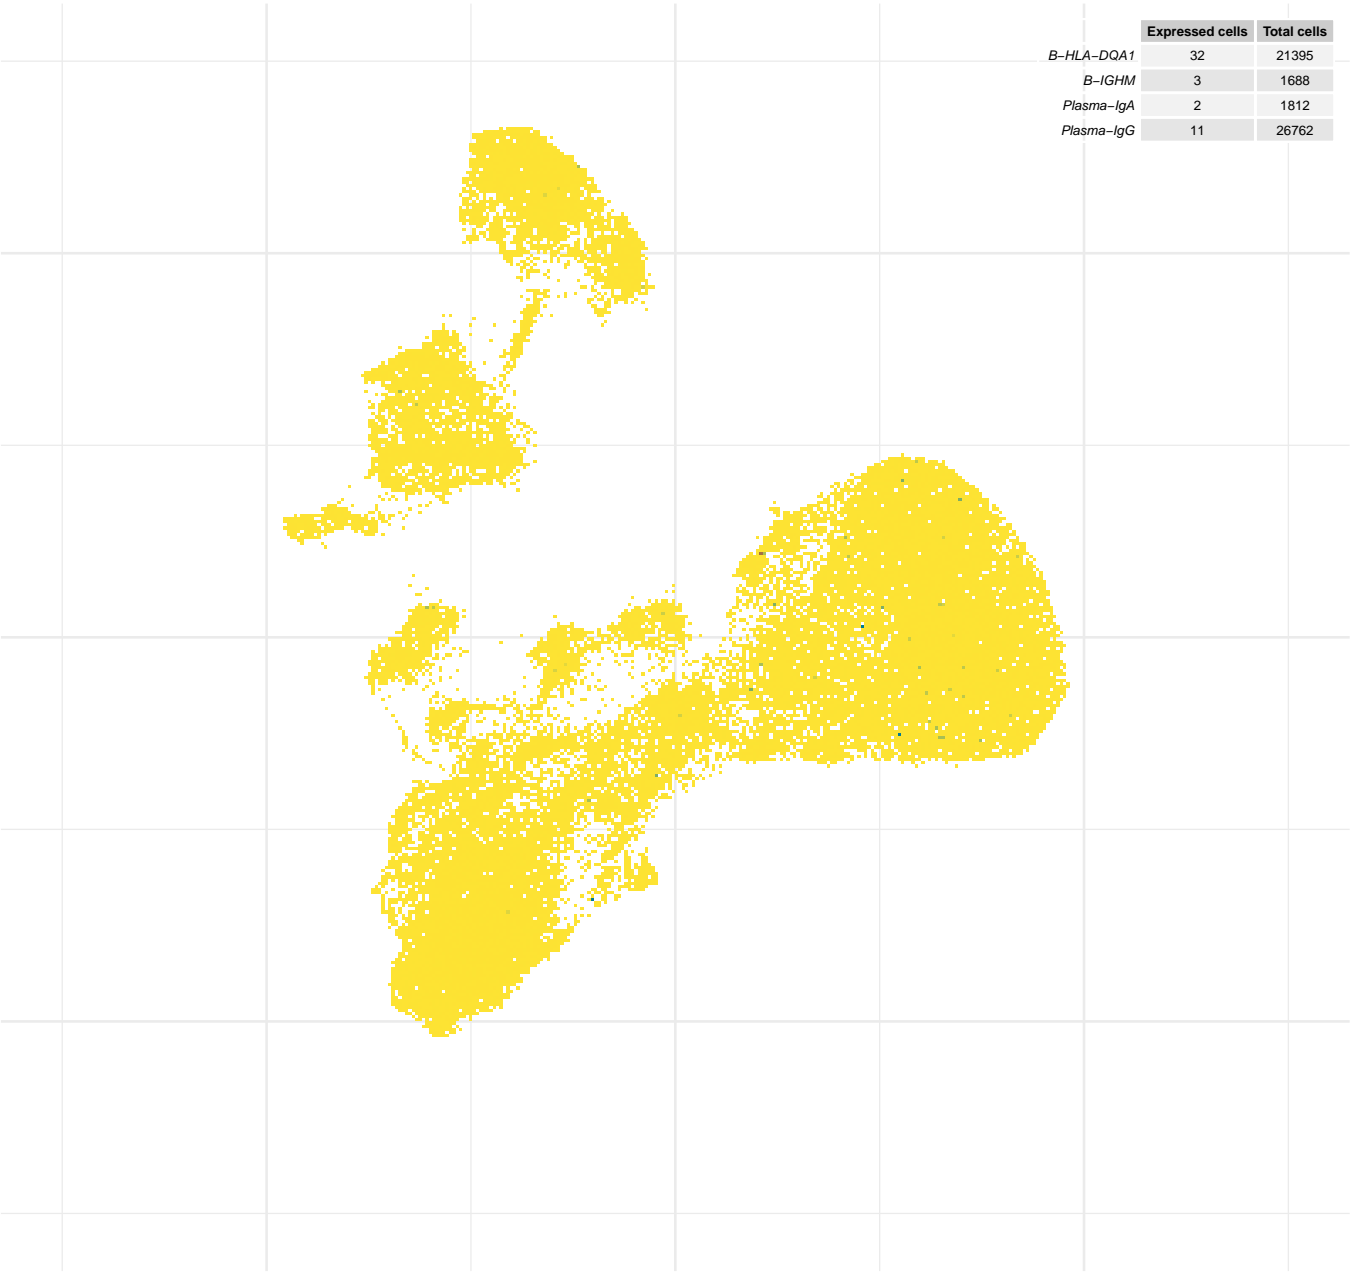 Expressed cells Total cells
B−HLA−DQA1 32 21395
B−IGHM 3 1688
Plasma−IgA 2 1812
Plasma−IgG 11 26762